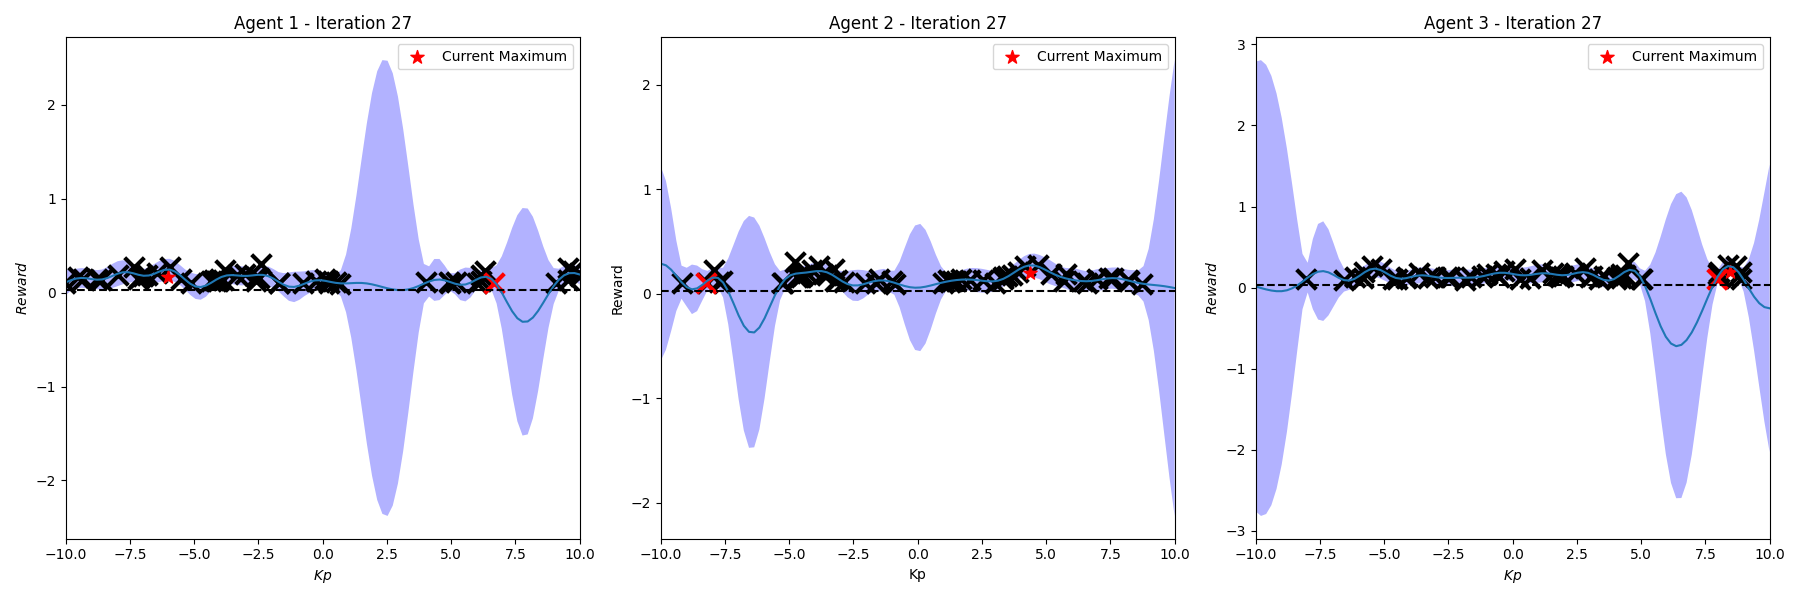 Agent 1 - Iteration 27
Current Maximum
Reward
2
1
0
−1
−2
−10.0 −7.5 −5.0 −2.5 0.0 2.5 5.0 7.5 10.0
Kp
Agent 2 - Iteration 27
Current Maximum
Reward
2
1
0
−1
−2
−10.0 −7.5 −5.0 −2.5 0.0 2.5 5.0 7.5 10.0
Kp
Agent 3 - Iteration 27
Current Maximum
Reward
3
2
1
0
−1
−2
−3
−10.0 −7.5 −5.0 −2.5 0.0 2.5 5.0 7.5 10.0
Kp